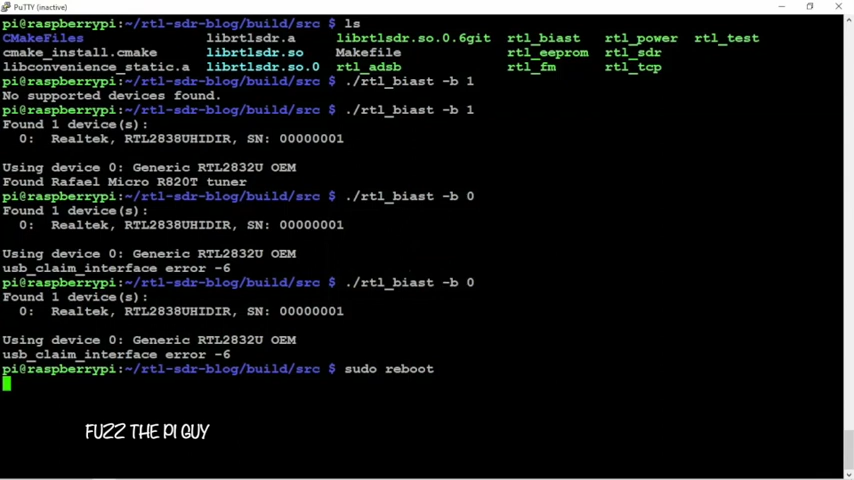 PuTTY (inactive)
pi@raspberrypi:~/rtl-sdr-blog/build/src $ ls
CMakeFiles librtlsdr.a librtlsdr.so.0.6git rtl_biast rtl_power rtl_test
cmake_install.cmake librtlsdr.so Makefile rtl_eeprom rtl_sdr
libconvenience_static.a librtlsdr.so.0 rtl_adsb rtl_fm rtl_tcp
pi@raspberrypi:~/rtl-sdr-blog/build/src $ ./rtl_biast -b 1
No supported devices found.
pi@raspberrypi:~/rtl-sdr-blog/build/src $ ./rtl_biast -b 1
Found 1 device(s):
0: Realtek, RTL2838UHIDIR, SN: 00000001
Using device 0: Generic RTL2832U OEM
Found Rafael Micro R820T tuner
pi@raspberrypi:~/rtl-sdr-blog/build/src $ ./rtl_biast -b 0
Found 1 device(s):
0: Realtek, RTL2838UHIDIR, SN: 00000001
Using device 0: Generic RTL2832U OEM
usb_claim_interface error -6
pi@raspberrypi:~/rtl-sdr-blog/build/src $ ./rtl_biast -b 0
Found 1 device(s):
0: Realtek, RTL2838UHIDIR, SN: 00000001
Using device 0: Generic RTL2832U OEM
usb_claim_interface error -6
pi@raspberrypi:~/rtl-sdr-blog/build/src $ sudo reboot
FUZZ THE PI GUY